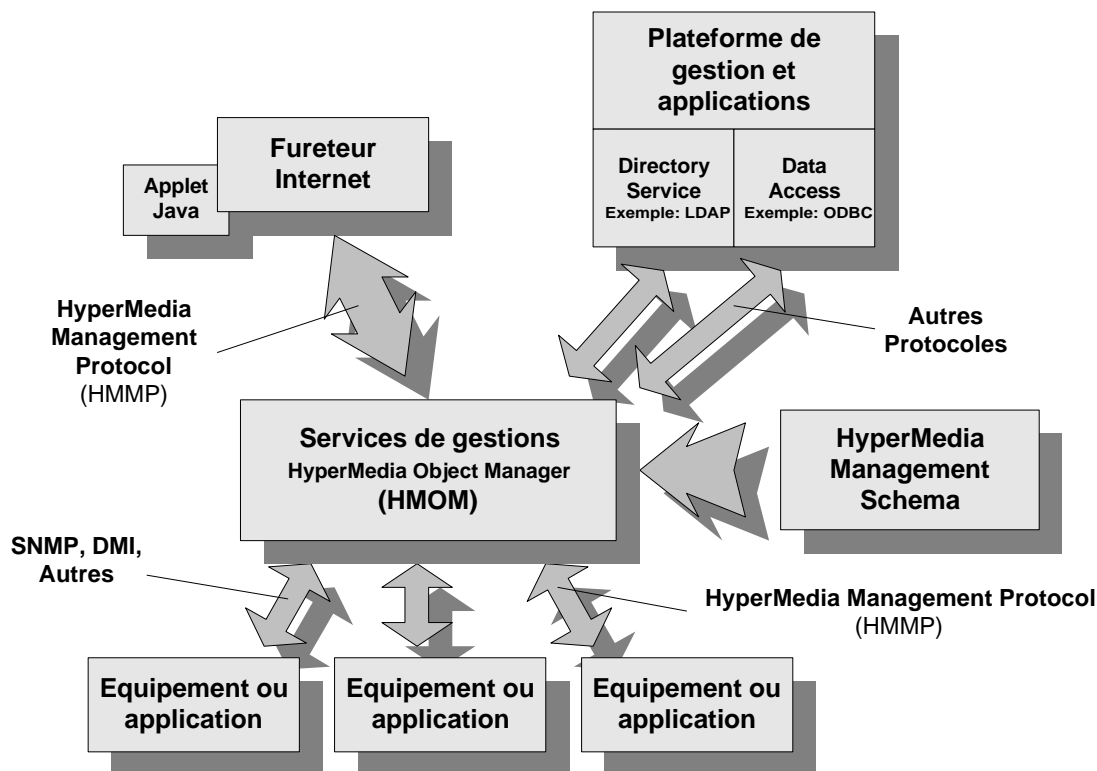 Plateforme de
gestion et
applications
Directory
Service
Exemple: LDAP
Data
Access
Exemple: ODBC
Fureteur
Internet
Applet
Java
HyperMedia
Management
Protocol
(HMMP)
Autres
Protocoles
Services de gestions
HyperMedia Object Manager
(HMOM)
HyperMedia
Management
Schema
SNMP, DMI,
Autres
HyperMedia Management Protocol
(HMMP)
Equipement ou
application
Equipement ou
application
Equipement ou
application